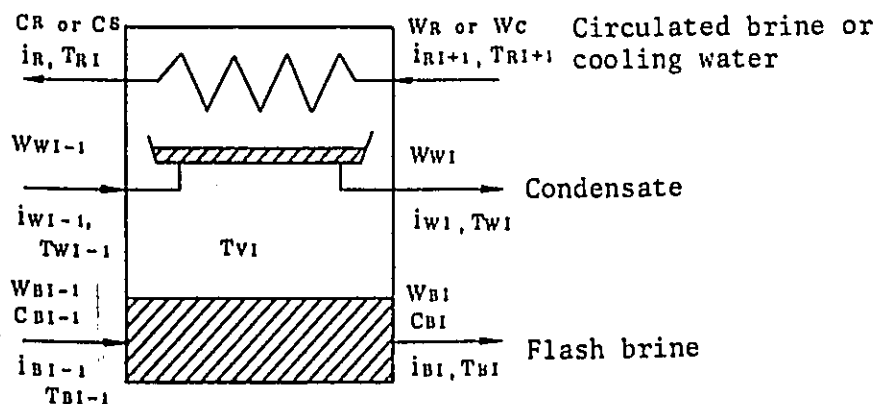 CR or CS
WR or WC
Circulated brine or
cooling water
iR, TRI
iRI+1, TRI+1
WWI-1
WWI
Condensate
iWI-1,
TWI-1
iWI, TWI
TVI
WBI-1
CBI-1
WBI
CBI
Flash brine
iBI-1
TBI-1
iBI, TBI